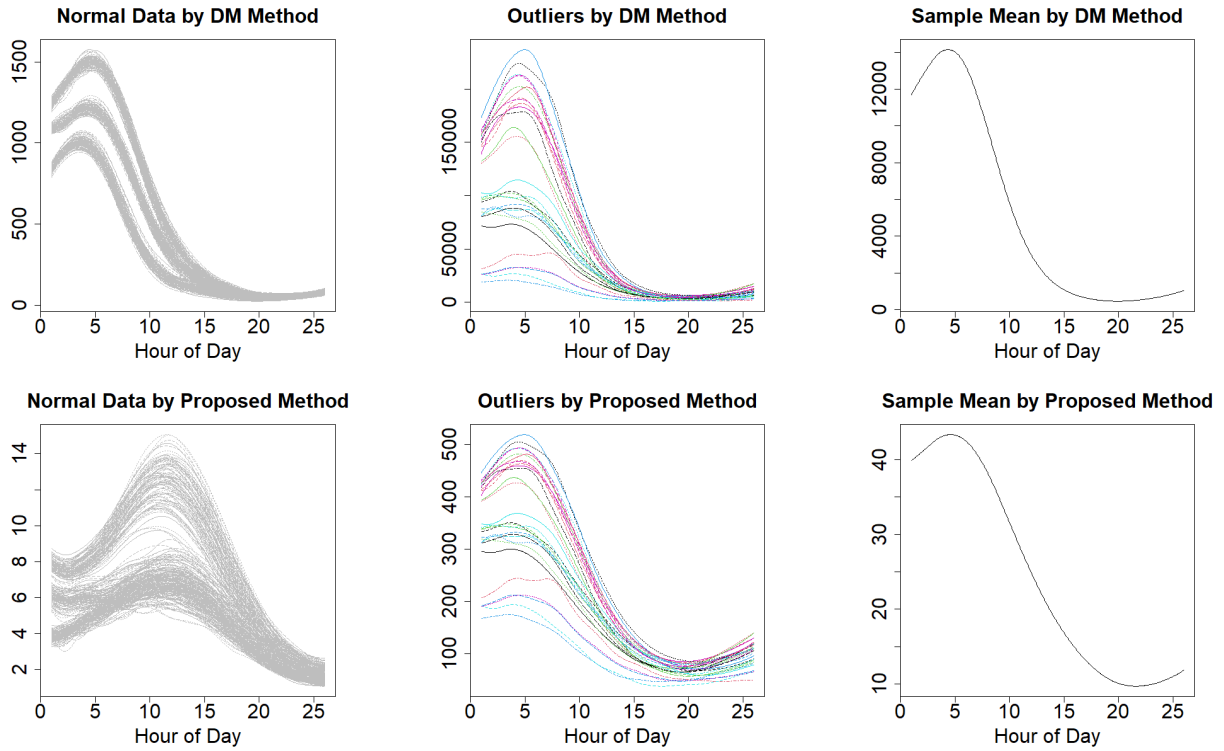 Normal Data by DM Method
0 500 1000 1500
0 5 10 15 20 25
Hour of Day
Outliers by DM Method
0 50000 150000
0 5 10 15 20 25
Hour of Day
Sample Mean by DM Method
0 4000 8000 12000
0 5 10 15 20 25
Hour of Day
Normal Data by Proposed Method
2 4 6 8 10 14
0 5 10 15 20 25
Hour of Day
Outliers by Proposed Method
100 200 300 400 500
0 5 10 15 20 25
Hour of Day
Sample Mean by Proposed Method
10 20 30 40
0 5 10 15 20 25
Hour of Day